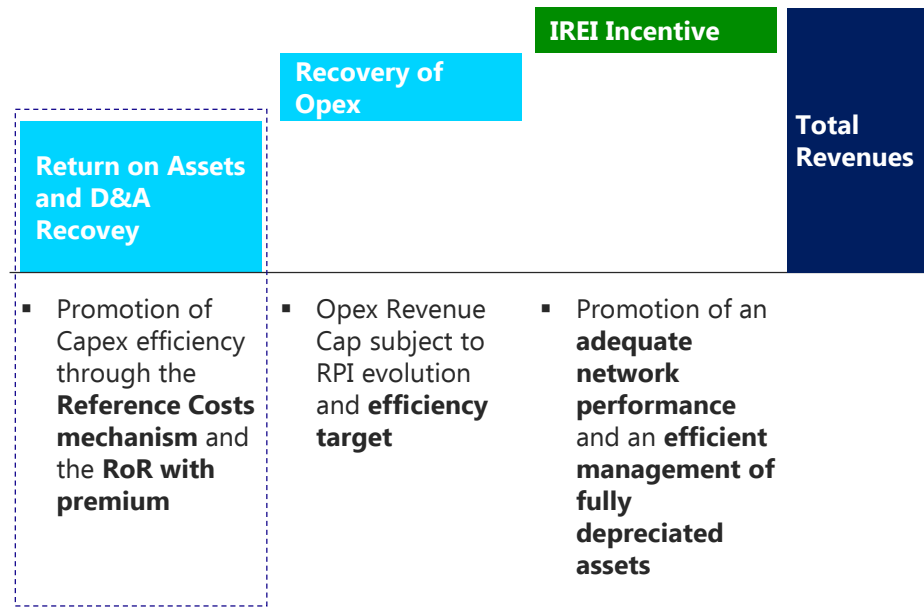 IREI Incentive
Recovery of
Opex
Total
Revenues
Return on Assets
and D&A
Recovey
▪ Promotion of
Capex efficiency
through the
Reference Costs
mechanism and
the RoR with
premium
▪ Opex Revenue
Cap subject to
RPI evolution
and efficiency
target
▪ Promotion of an
adequate
network
performance
and an efficient
management of
fully
depreciated
assets